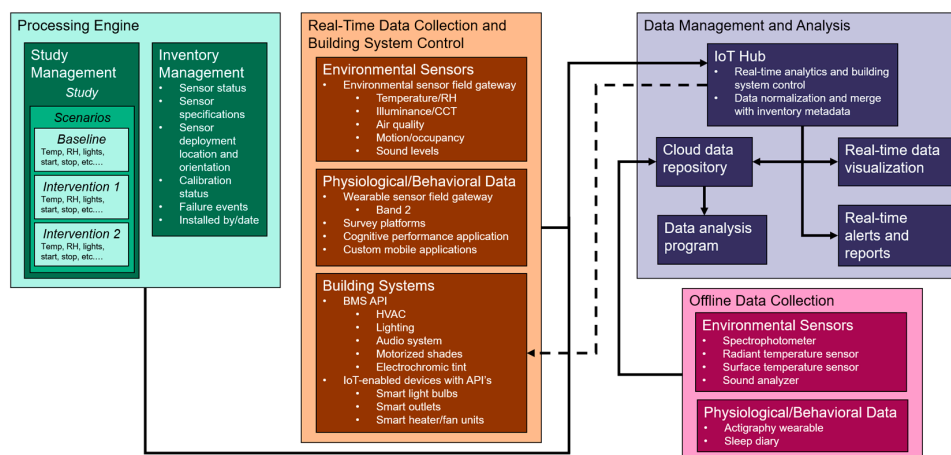 Processing Engine
Study
Management
Study
Scenarios
Baseline
Temp, RH, lights,
start, stop, etc.…
Intervention 1
Temp, RH, lights,
start, stop, etc.…
Intervention 2
Temp, RH, lights,
start, stop, etc.…
Inventory
Management
• Sensor status
• Sensor
specifications
• Sensor
deployment
location and
orientation
• Calibration
status
• Failure events
• Installed by/date
Real-Time Data Collection and
Building System Control
Environmental Sensors
• Environmental sensor field gateway
• Temperature/RH
• Illuminance/CCT
• Air quality
• Motion/occupancy
• Sound levels
Physiological/Behavioral Data
• Wearable sensor field gateway
• Band 2
• Survey platforms
• Cognitive performance application
• Custom mobile applications
Building Systems
• BMS API
• HVAC
• Lighting
• Audio system
• Motorized shades
• Electrochromic tint
• IoT-enabled devices with API's
• Smart light bulbs
• Smart outlets
• Smart heater/fan units
Data Management and Analysis
IoT Hub
• Real-time analytics and building
system control
• Data normalization and merge
with inventory metadata
Cloud data
repository
Real-time data
visualization
Data analysis
program
Real-time
alerts and
reports
Offline Data Collection
Environmental Sensors
• Spectrophotometer
• Radiant temperature sensor
• Surface temperature sensor
• Sound analyzer
Physiological/Behavioral Data
• Actigraphy wearable
• Sleep diary